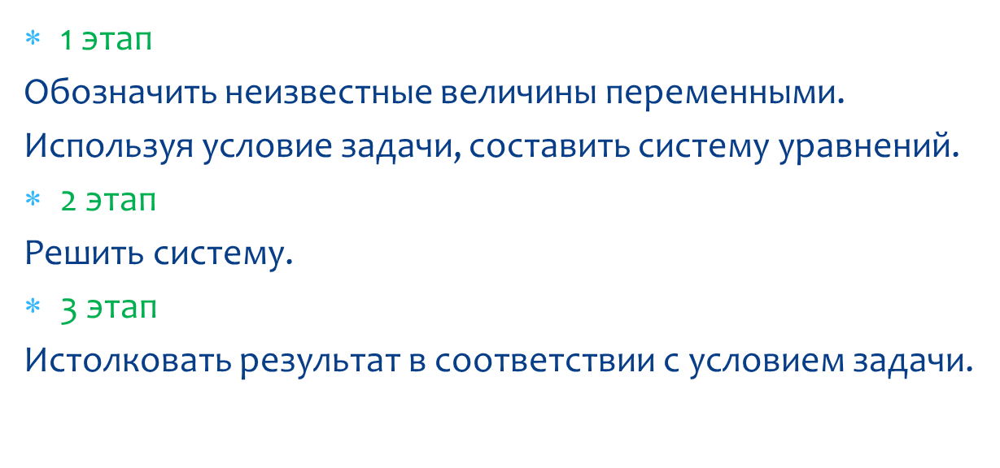 * 1 этап
Обозначить неизвестные величины переменными.
Используя условие задачи, составить систему уравнений.
* 2 этап
Решить систему.
* 3 этап
Истолковать результат в соответствии с условием задачи.